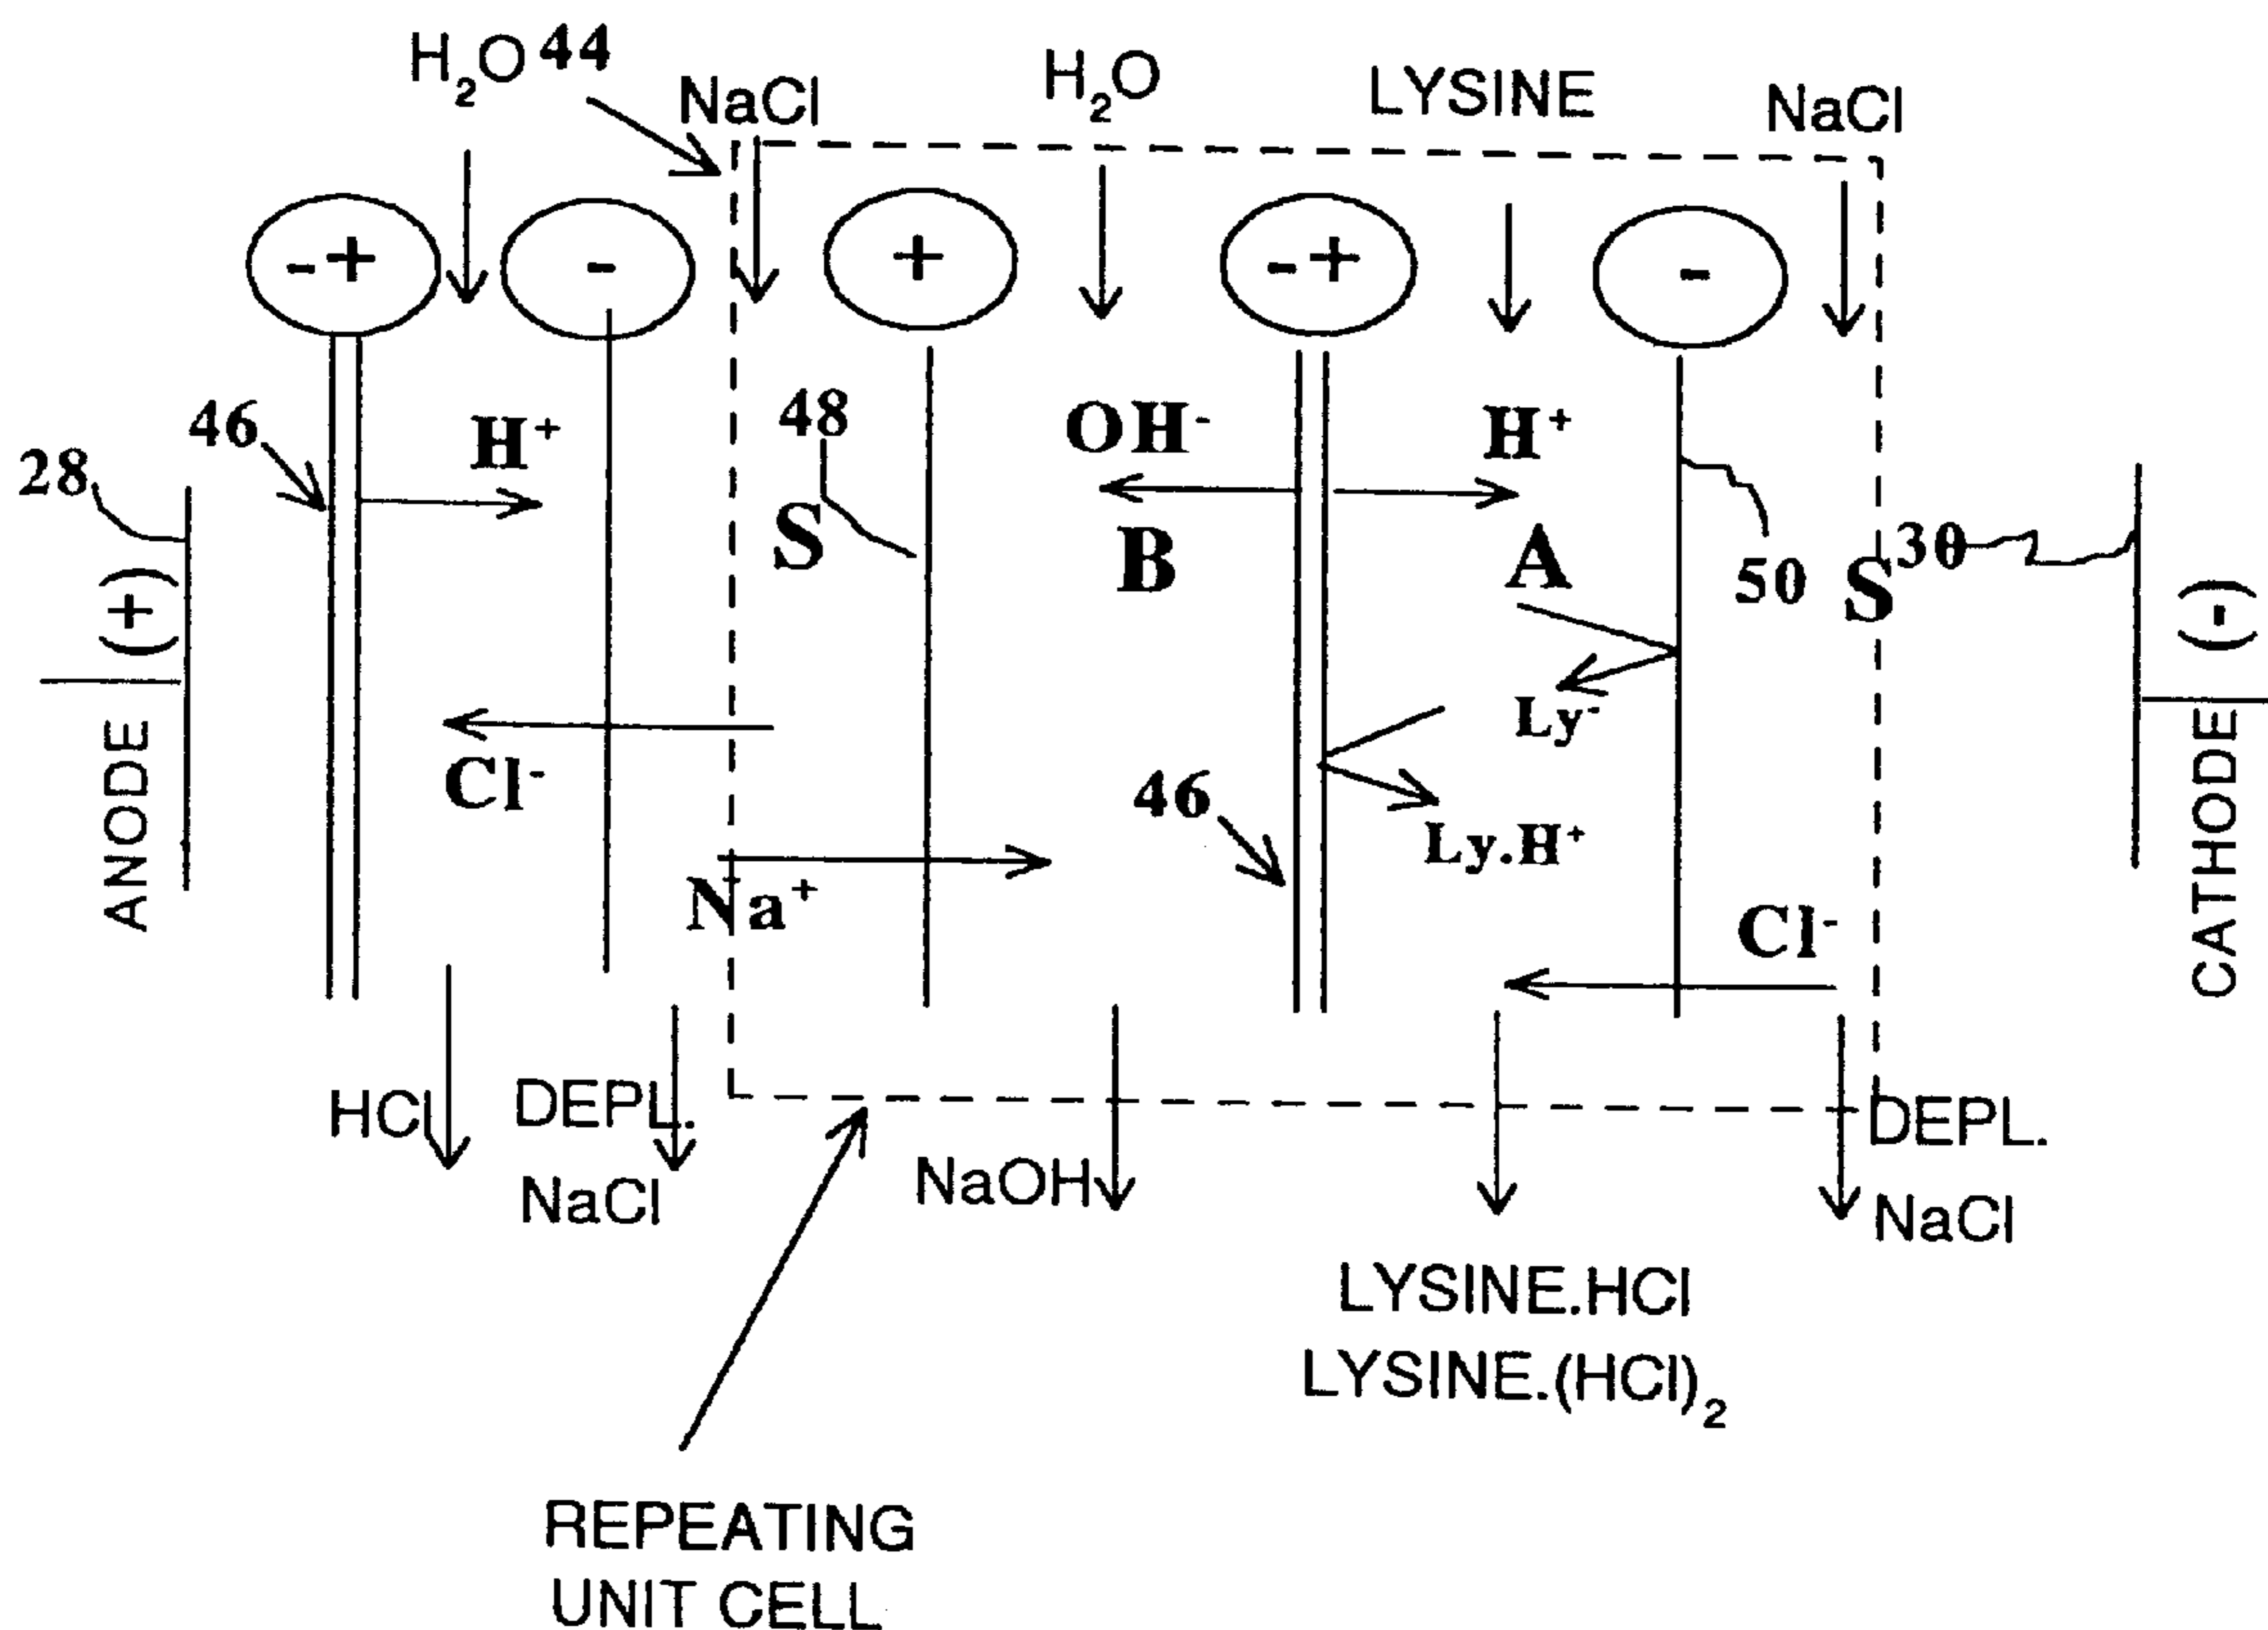 H₂O 44
NaCl
H₂O
LYSINE
NaCl
-+
-
+
-+
-
46
H⁺
48
OH⁻
H⁺
28
S
B
A
50
S
30
ANODE (+)
CATHODE (-)
Ly⁻
Cl⁻
46
Ly.H⁺
Na⁺
Cl⁻
HCl
DEPL.
NaCl
NaOH
DEPL.
NaCl
LYSINE.HCl
LYSINE.(HCl)₂
REPEATING
UNIT CELL